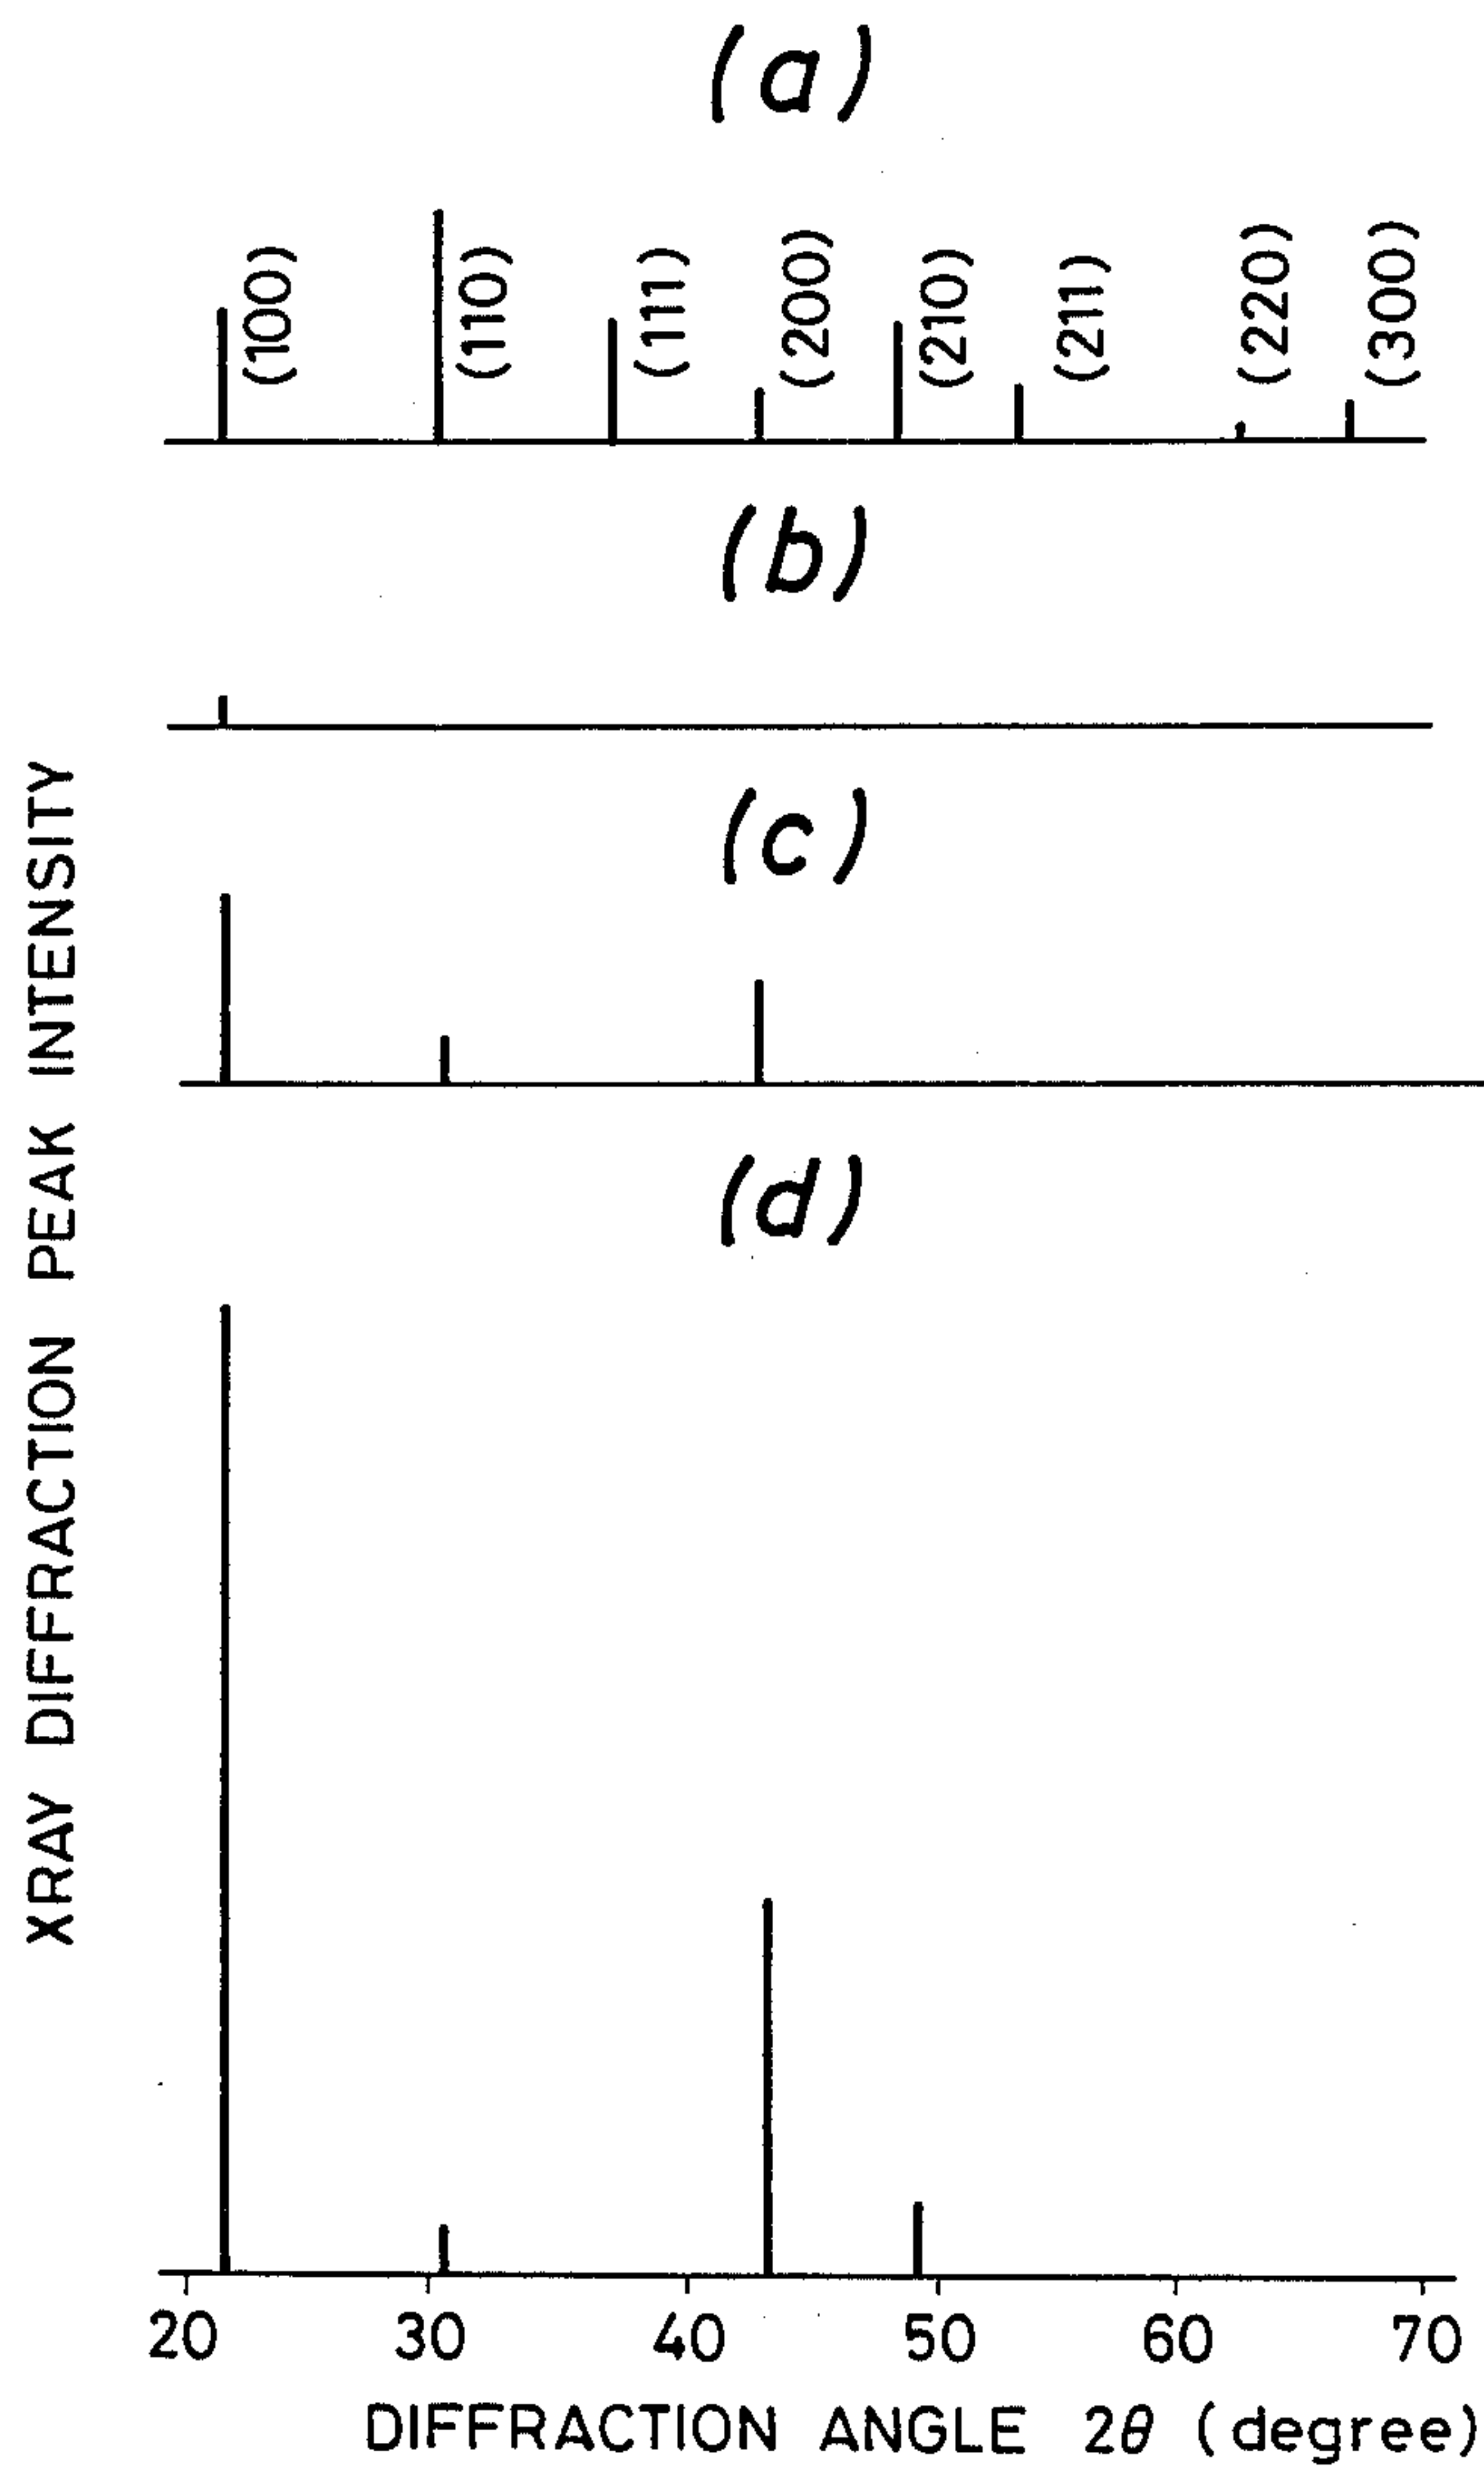 (a)
(100)
(110)
(111)
(200)
(210)
(211)
(220)
(300)
(b)
(c)
(d)
XRAY DIFFRACTION PEAK INTENSITY
20 30 40 50 60 70
DIFFRACTION ANGLE 2θ (degree)